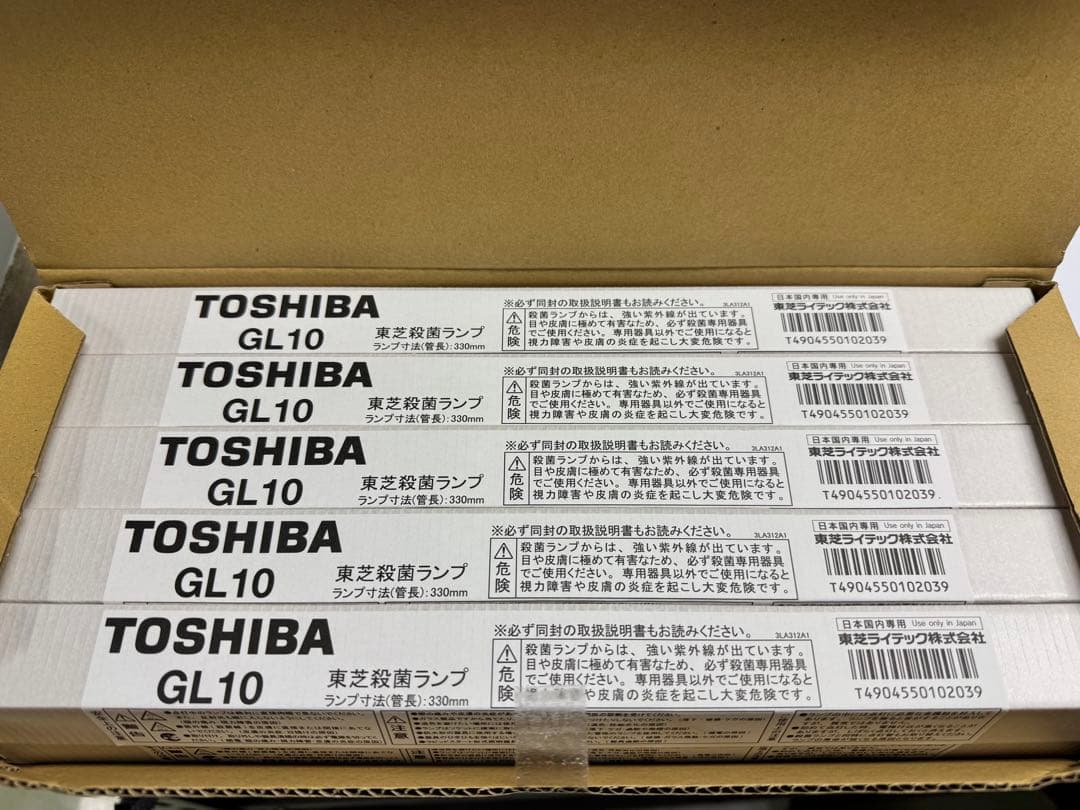 TOSHIBA
GL10
東芝殺菌ランプ
ランプ寸法(管長):330mm
※必ず同封の取扱説明書もお読みください。
3LA312A1
危険
殺菌ランプからは、強い紫外線が出ています。
目や皮膚に極めて有害なため、必ず殺菌専用器具
でご使用ください。専用器具以外でご使用になると
視力障害や皮膚の炎症を起こし大変危険です。
日本国内専用 Use only in Japan
東芝ライテック株式会社
T4904550102039
TOSHIBA
GL10
東芝殺菌ランプ
ランプ寸法(管長):330mm
※必ず同封の取扱説明書もお読みください。
3LA312A1
危険
殺菌ランプからは、強い紫外線が出ています。
目や皮膚に極めて有害なため、必ず殺菌専用器具
でご使用ください。専用器具以外でご使用になると
視力障害や皮膚の炎症を起こし大変危険です。
日本国内専用 Use only in Japan
東芝ライテック株式会社
T4904550102039
TOSHIBA
GL10
東芝殺菌ランプ
ランプ寸法(管長):330mm
※必ず同封の取扱説明書もお読みください。
3LA312A1
危険
殺菌ランプからは、強い紫外線が出ています。
目や皮膚に極めて有害なため、必ず殺菌専用器具
でご使用ください。専用器具以外でご使用になると
視力障害や皮膚の炎症を起こし大変危険です。
日本国内専用 Use only in Japan
東芝ライテック株式会社
T4904550102039
TOSHIBA
GL10
東芝殺菌ランプ
ランプ寸法(管長):330mm
※必ず同封の取扱説明書もお読みください。
3LA312A1
危険
殺菌ランプからは、強い紫外線が出ています。
目や皮膚に極めて有害なため、必ず殺菌専用器具
でご使用ください。専用器具以外でご使用になると
視力障害や皮膚の炎症を起こし大変危険です。
日本国内専用 Use only in Japan
東芝ライテック株式会社
T4904550102039
TOSHIBA
GL10
東芝殺菌ランプ
ランプ寸法(管長):330mm
※必ず同封の取扱説明書もお読みください。
3LA312A1
危険
殺菌ランプからは、強い紫外線が出ています。
目や皮膚に極めて有害なため、必ず殺菌専用器具
でご使用ください。専用器具以外でご使用になると
視力障害や皮膚の炎症を起こし大変危険です。
日本国内専用 Use only in Japan
東芝ライテック株式会社
T4904550102039
警告
注意